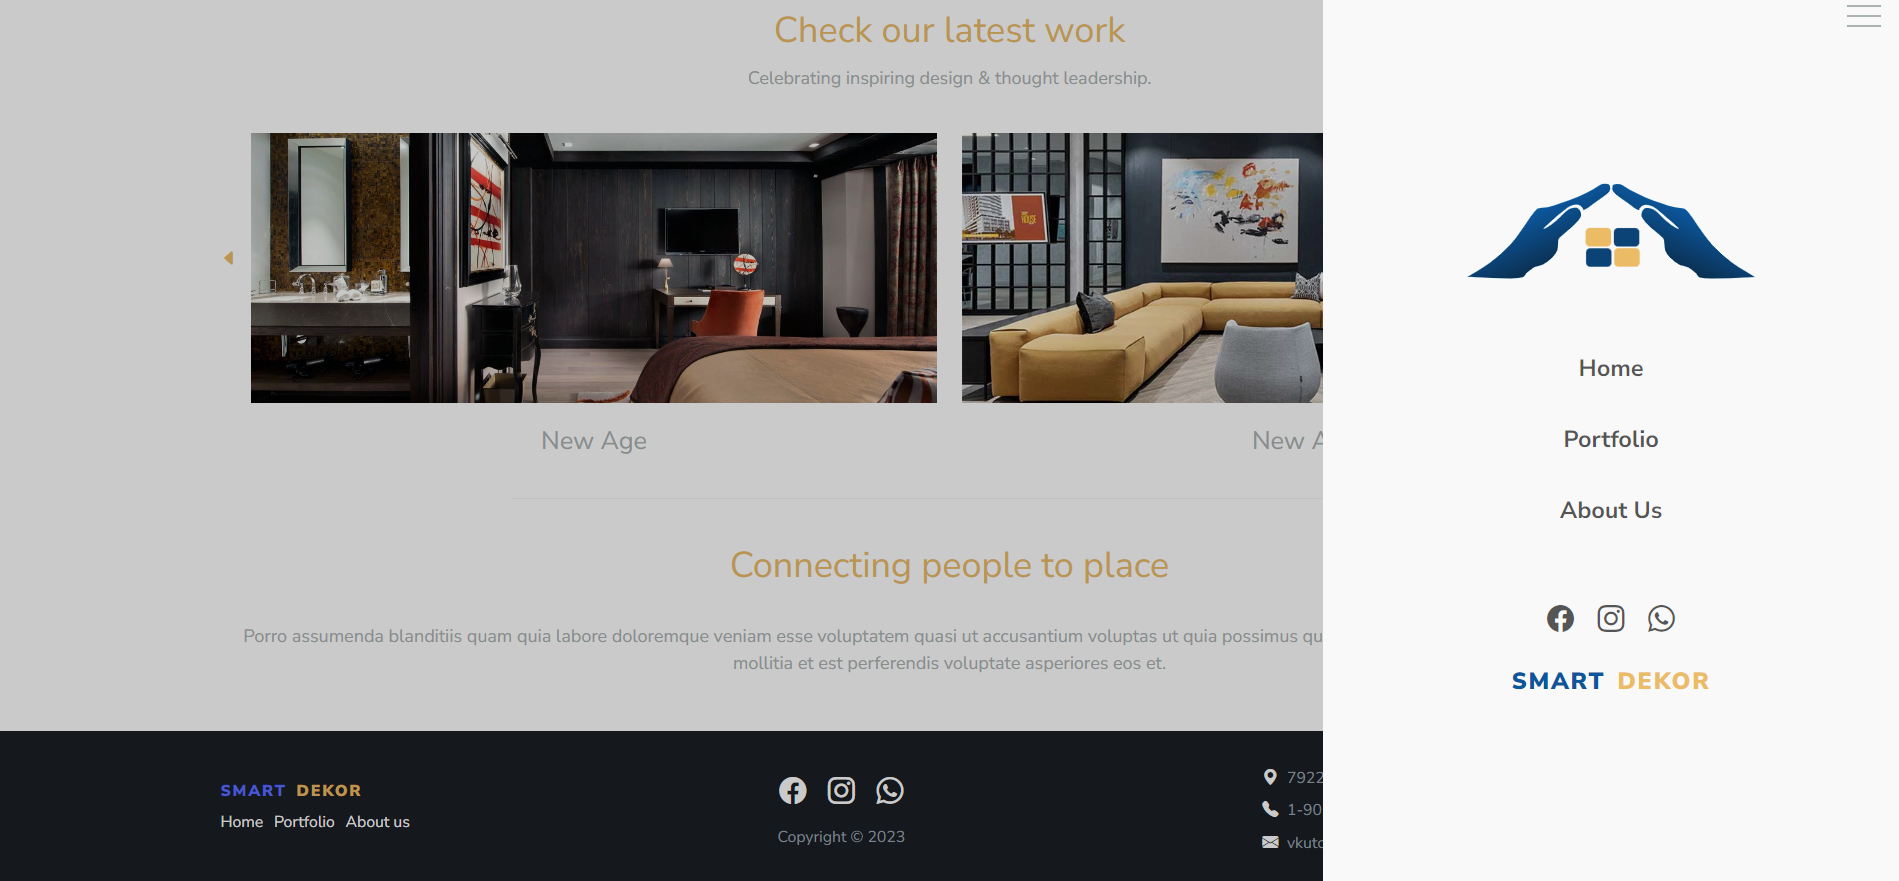 Check our latest work
Celebrating inspiring design & thought leadership.
New Age
New A
Connecting people to place
Porro assumenda blanditiis quam quia labore doloremque veniam esse voluptatem quasi ut accusantium voluptas ut quia possimus qu
mollitia et est perferendis voluptate asperiores eos et.
SMART DEKOR
Home Portfolio About us
Copyright © 2023
7922
1-90
vkuto
Home
Portfolio
About Us
SMART DEKOR